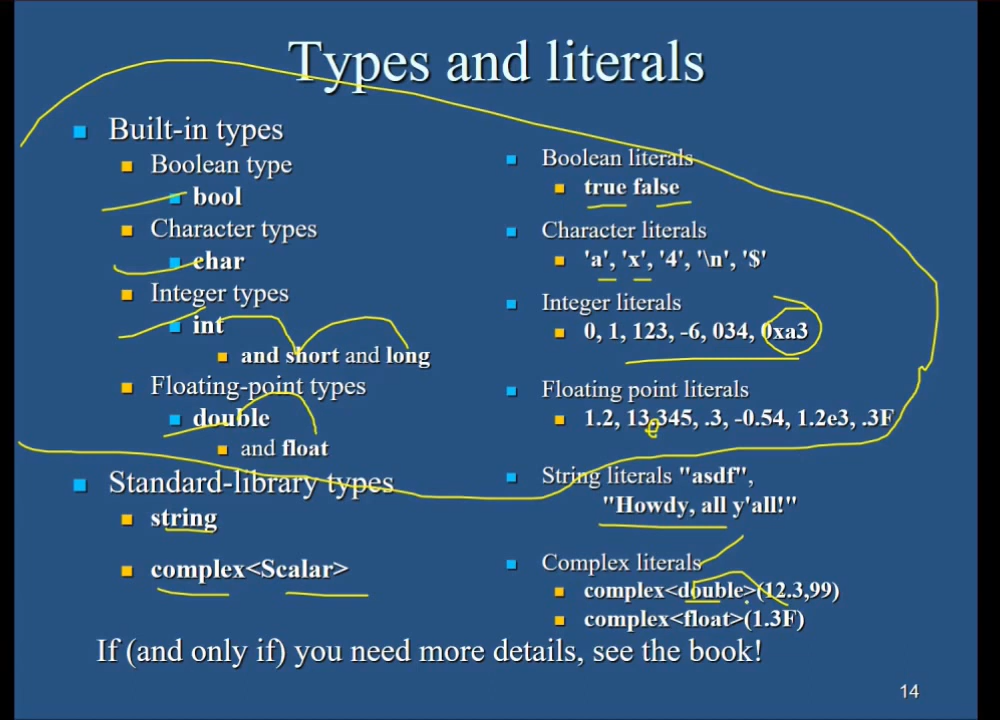 Types and literals
Built-in types
Boolean type
bool
Character types
char
Integer types
int
and short and long
Floating-point types
double
and float
Standard-library types
string
complex<Scalar>
Boolean literals
true false
Character literals
'a', 'x', '4', '\n', '$'
Integer literals
0, 1, 123, -6, 034, 0xa3
Floating point literals
1.2, 13.345, .3, -0.54, 1.2e3, .3F
String literals "asdf",
"Howdy, all y'all!"
Complex literals
complex<double>(12.3,99)
complex<float>(1.3F)
If (and only if) you need more details, see the book!
14